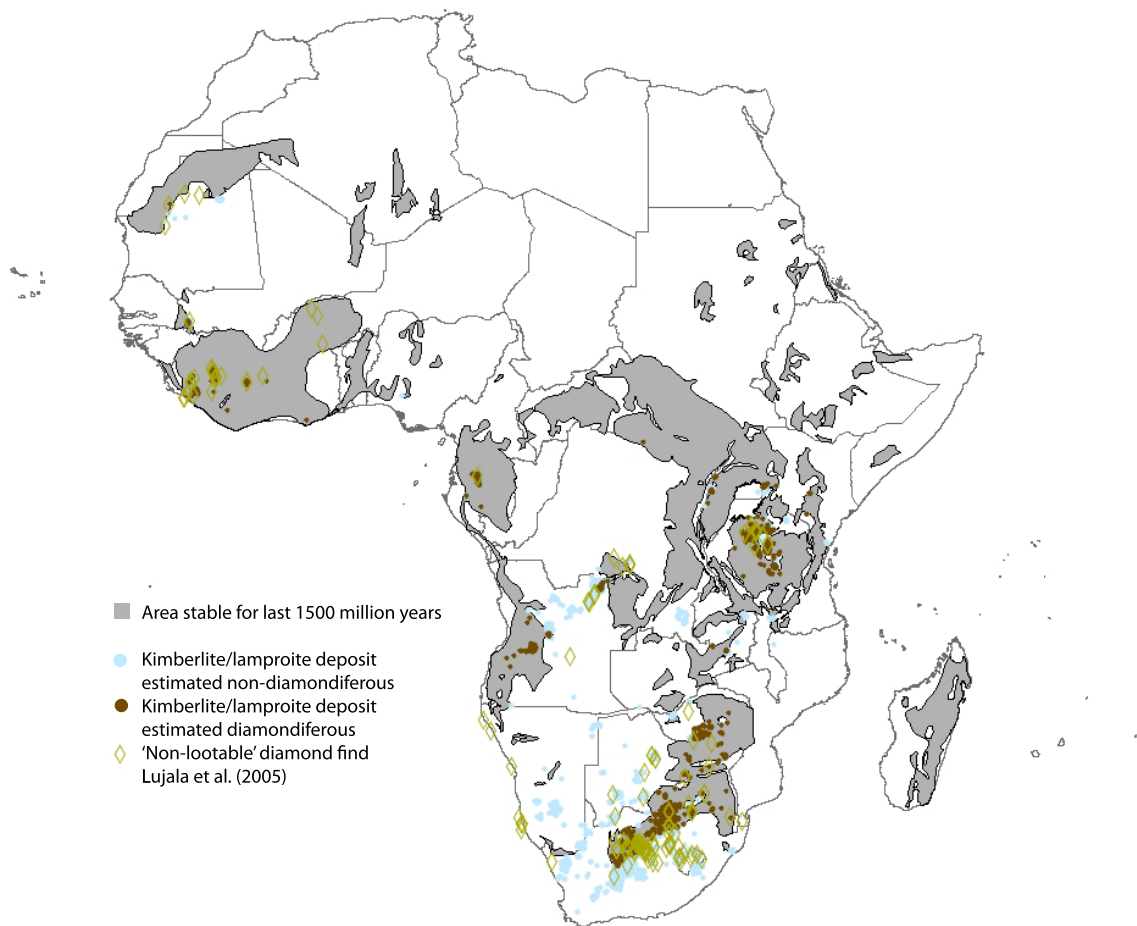 Area stable for last 1500 million years
Kimberlite/lamproite deposit
estimated non-diamondiferous
Kimberlite/lamproite deposit
estimated diamondiferous
‘Non-lootable’ diamond find
Lujala et al. (2005)